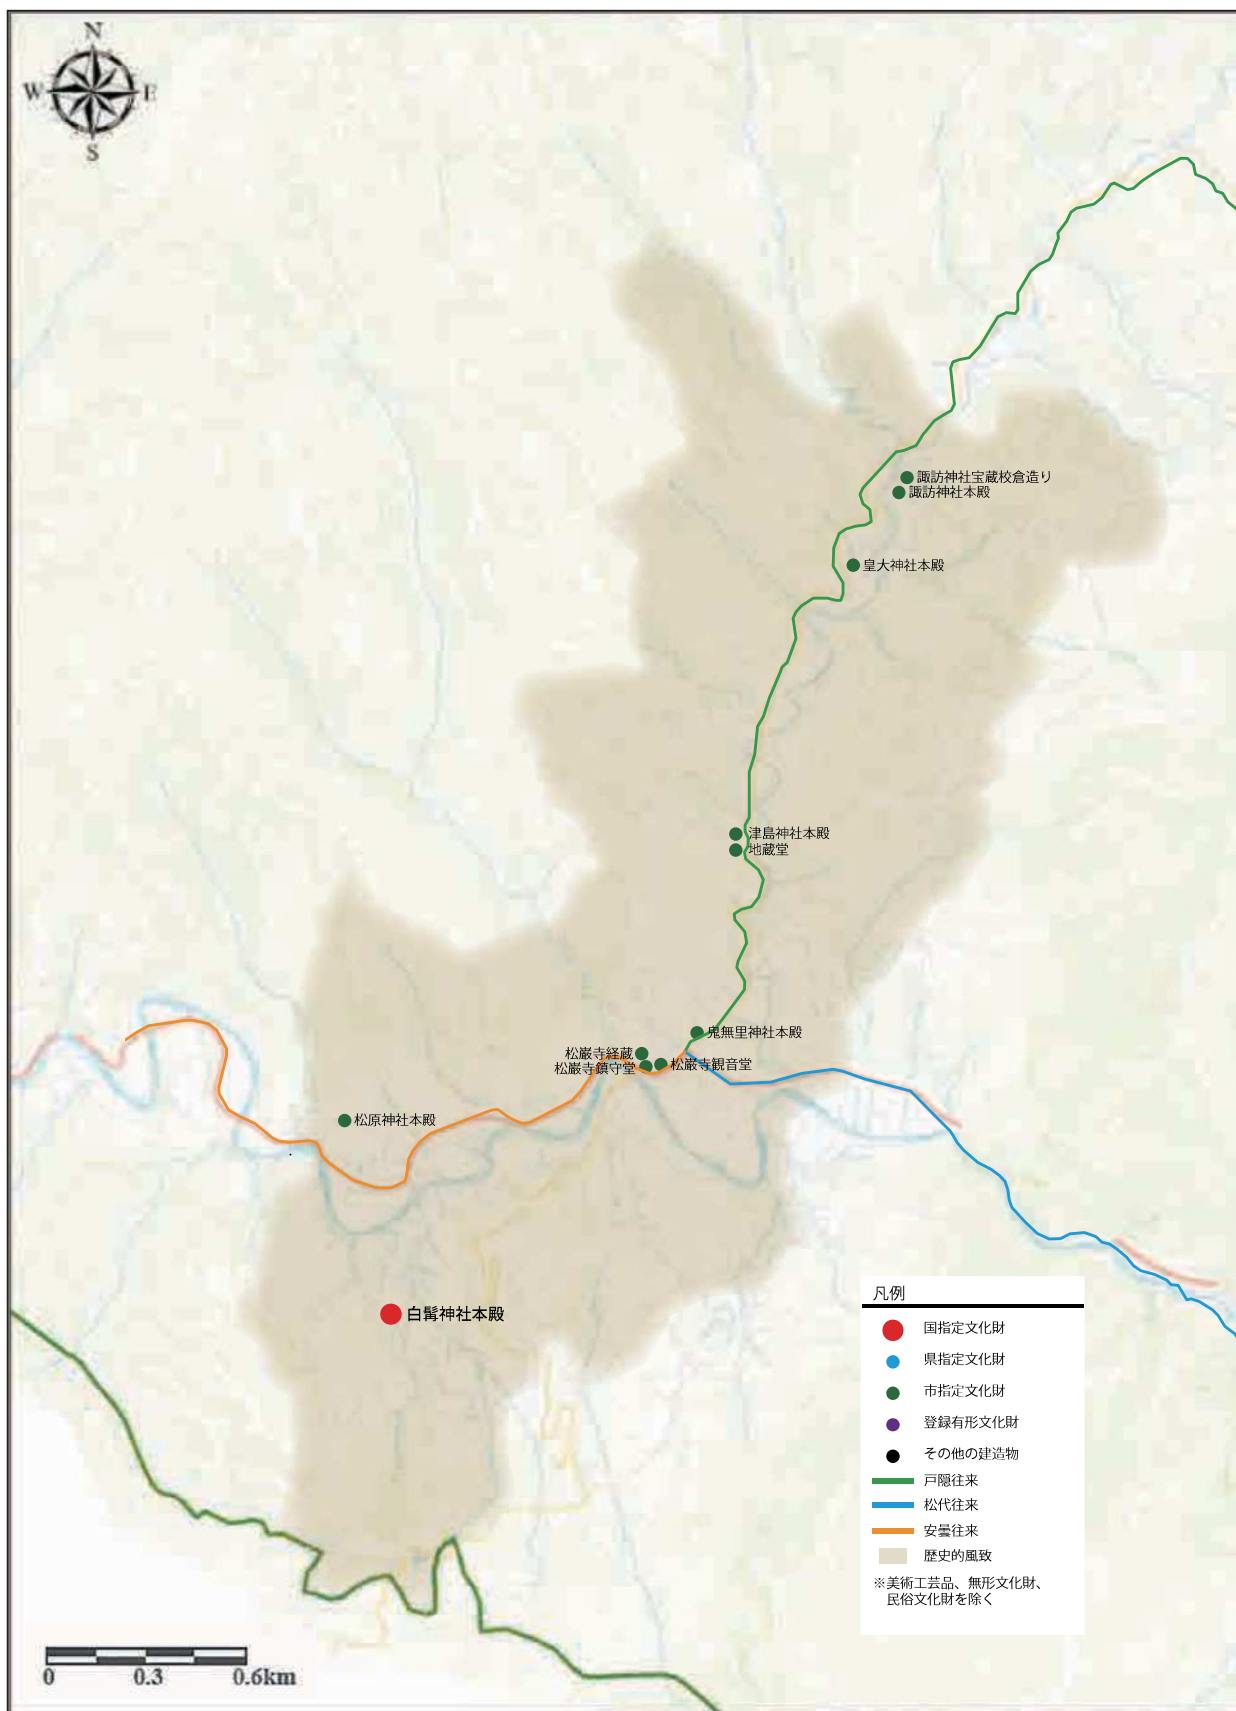 N
W E
S
諏訪神社宝蔵校倉造り
諏訪神社本殿
皇大神社本殿
津島神社本殿
地蔵堂
鬼無里神社本殿
松巌寺経蔵
松巌寺観音堂
松巌寺鎮守堂
松原神社本殿
白髯神社本殿
凡例
国指定文化財
県指定文化財
市指定文化財
登録有形文化財
その他の建造物
戸隠往来
松代往来
安曇往来
歴史的風致
※美術工芸品、無形文化財、
民俗文化財を除く
0 0.3 0.6km